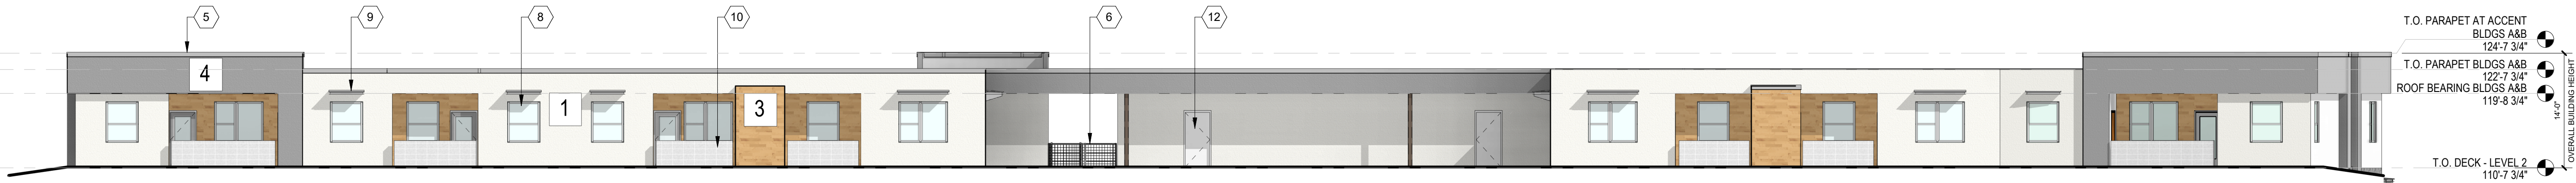 5
9
8
10
6
12
4
1
3
T.O. PARAPET AT ACCENT
BLDGS A&B
124'-7 3/4"
T.O. PARAPET BLDGS A&B
122'-7 3/4"
ROOF BEARING BLDGS A&B
119'-8 3/4"
T.O. DECK - LEVEL 2
110'-7 3/4"
14'-0"
OVERALL BUILDING HEIGHT